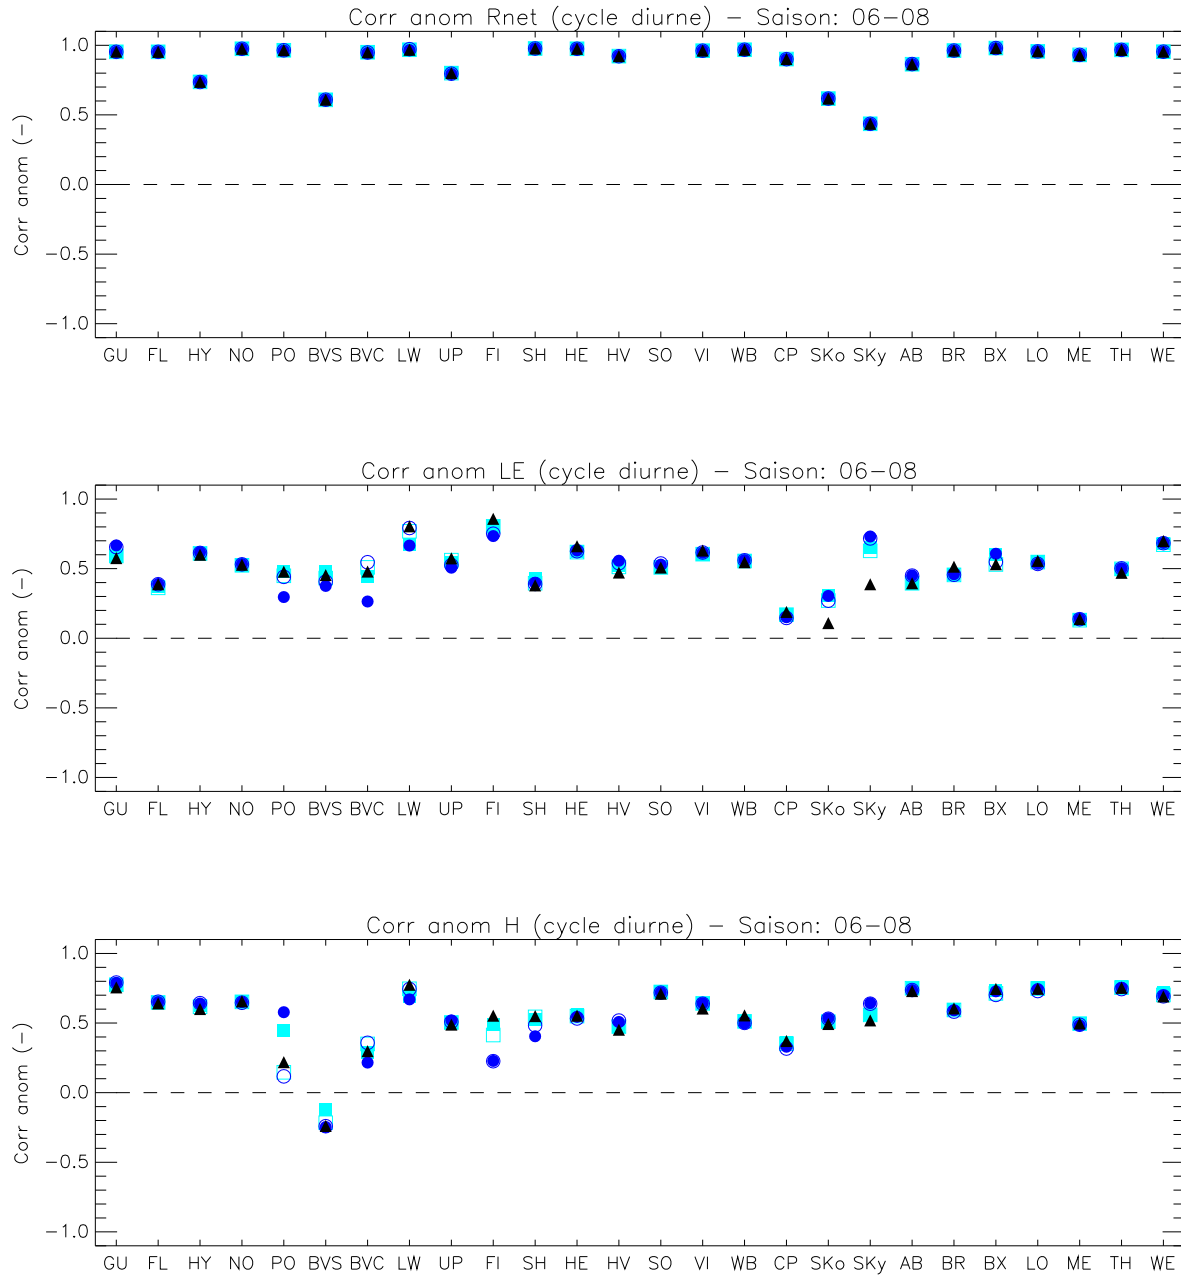 Corr anom Rnet (cycle diurne) − Saison: 06−08
Corr anom (−)
1.0
0.5
0.0
−0.5
−1.0
GU FL HY NO PO BVS BVC LW UP FI SH HE HV SO VI WB CP SKo SKy AB BR BX LO ME TH WE
Corr anom LE (cycle diurne) − Saison: 06−08
Corr anom (−)
1.0
0.5
0.0
−0.5
−1.0
GU FL HY NO PO BVS BVC LW UP FI SH HE HV SO VI WB CP SKo SKy AB BR BX LO ME TH WE
Corr anom H (cycle diurne) − Saison: 06−08
Corr anom (−)
1.0
0.5
0.0
−0.5
−1.0
GU FL HY NO PO BVS BVC LW UP FI SH HE HV SO VI WB CP SKo SKy AB BR BX LO ME TH WE